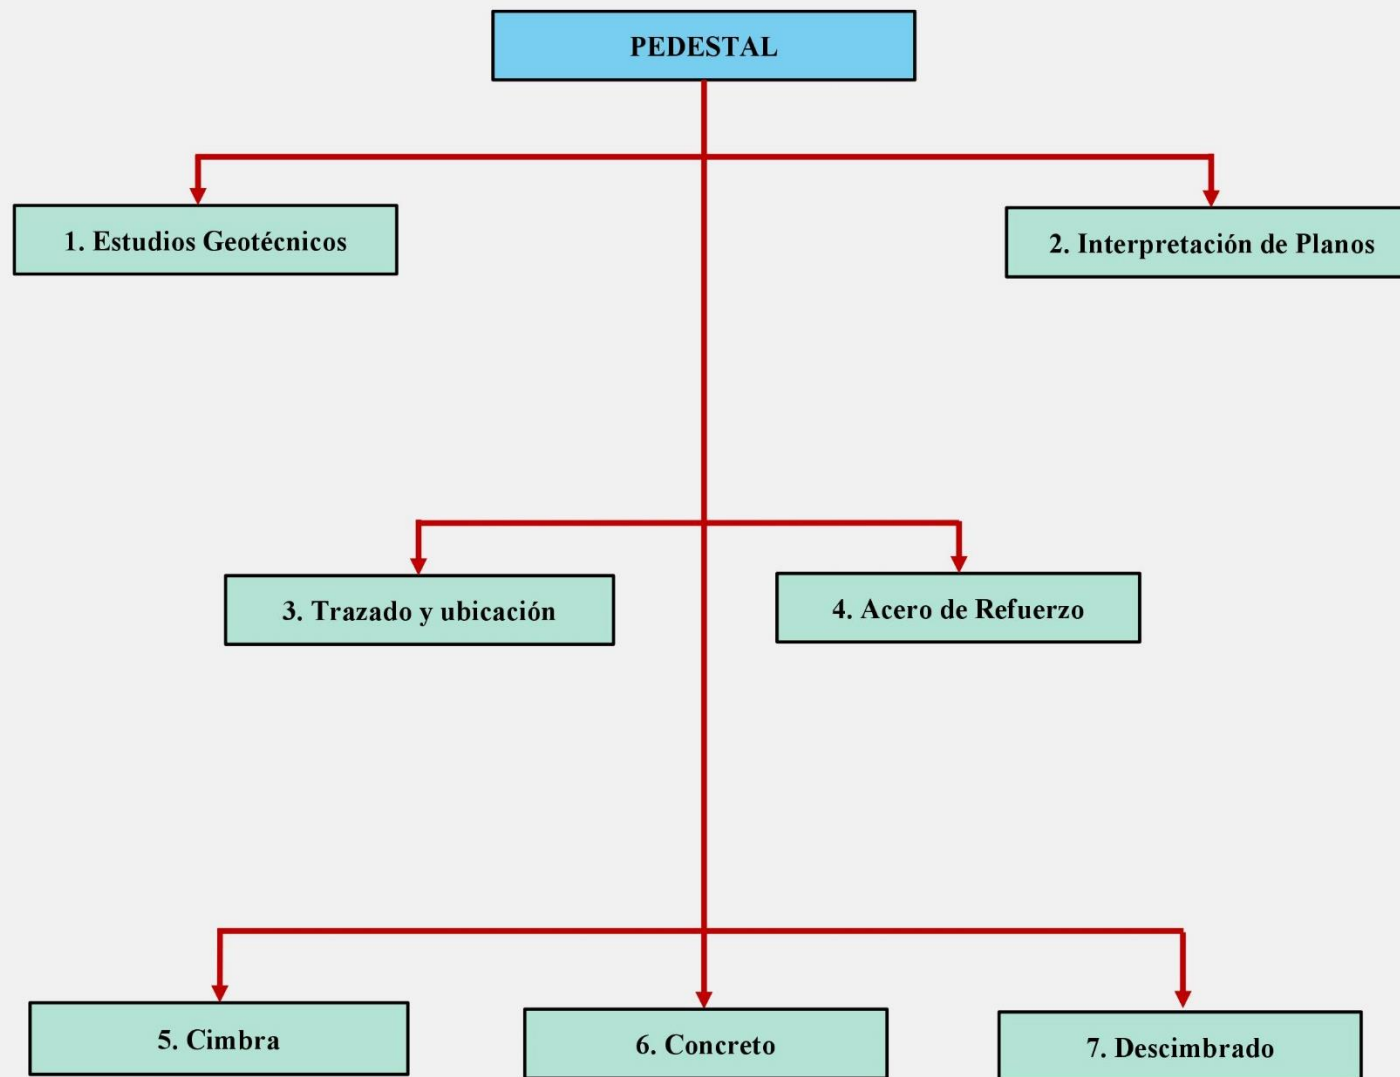 PEDESTAL
1. Estudios Geotécnicos
2. Interpretación de Planos
3. Trazado y ubicación
4. Acero de Refuerzo
5. Cimbra
6. Concreto
7. Descimbrado